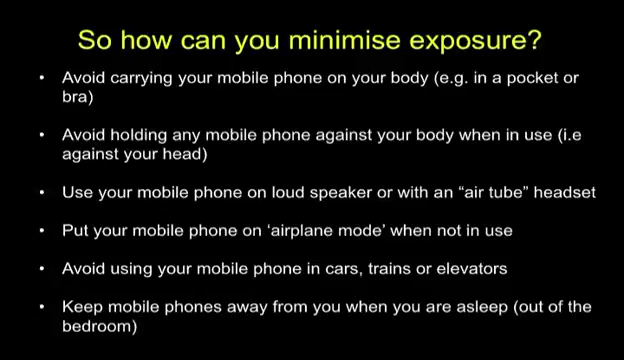 So how can you minimise exposure?
• Avoid carrying your mobile phone on your body (e.g. in a pocket or
bra)
• Avoid holding any mobile phone against your body when in use (i.e
against your head)
• Use your mobile phone on loud speaker or with an “air tube” headset
• Put your mobile phone on ‘airplane mode’ when not in use
• Avoid using your mobile phone in cars, trains or elevators
• Keep mobile phones away from you when you are asleep (out of the
bedroom)